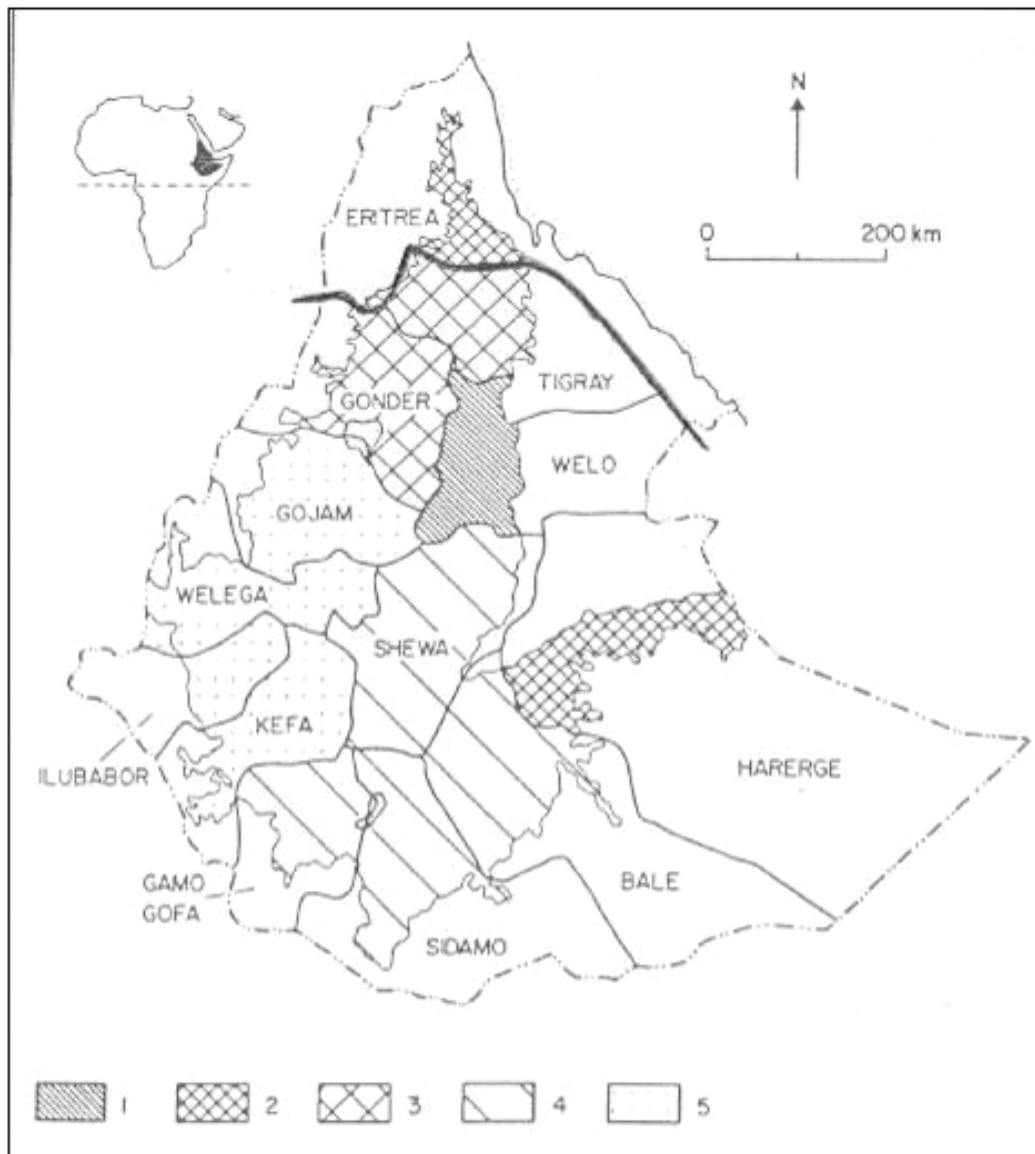 N
0 200 km
ERITREA
TIGRAY
GONDER
WELO
GOJAM
WELEGA
SHEWA
KEFA
ILUBABOR
HARERGE
GAMO
GOFA
BALE
SIDAMO
1 2 3 4 5